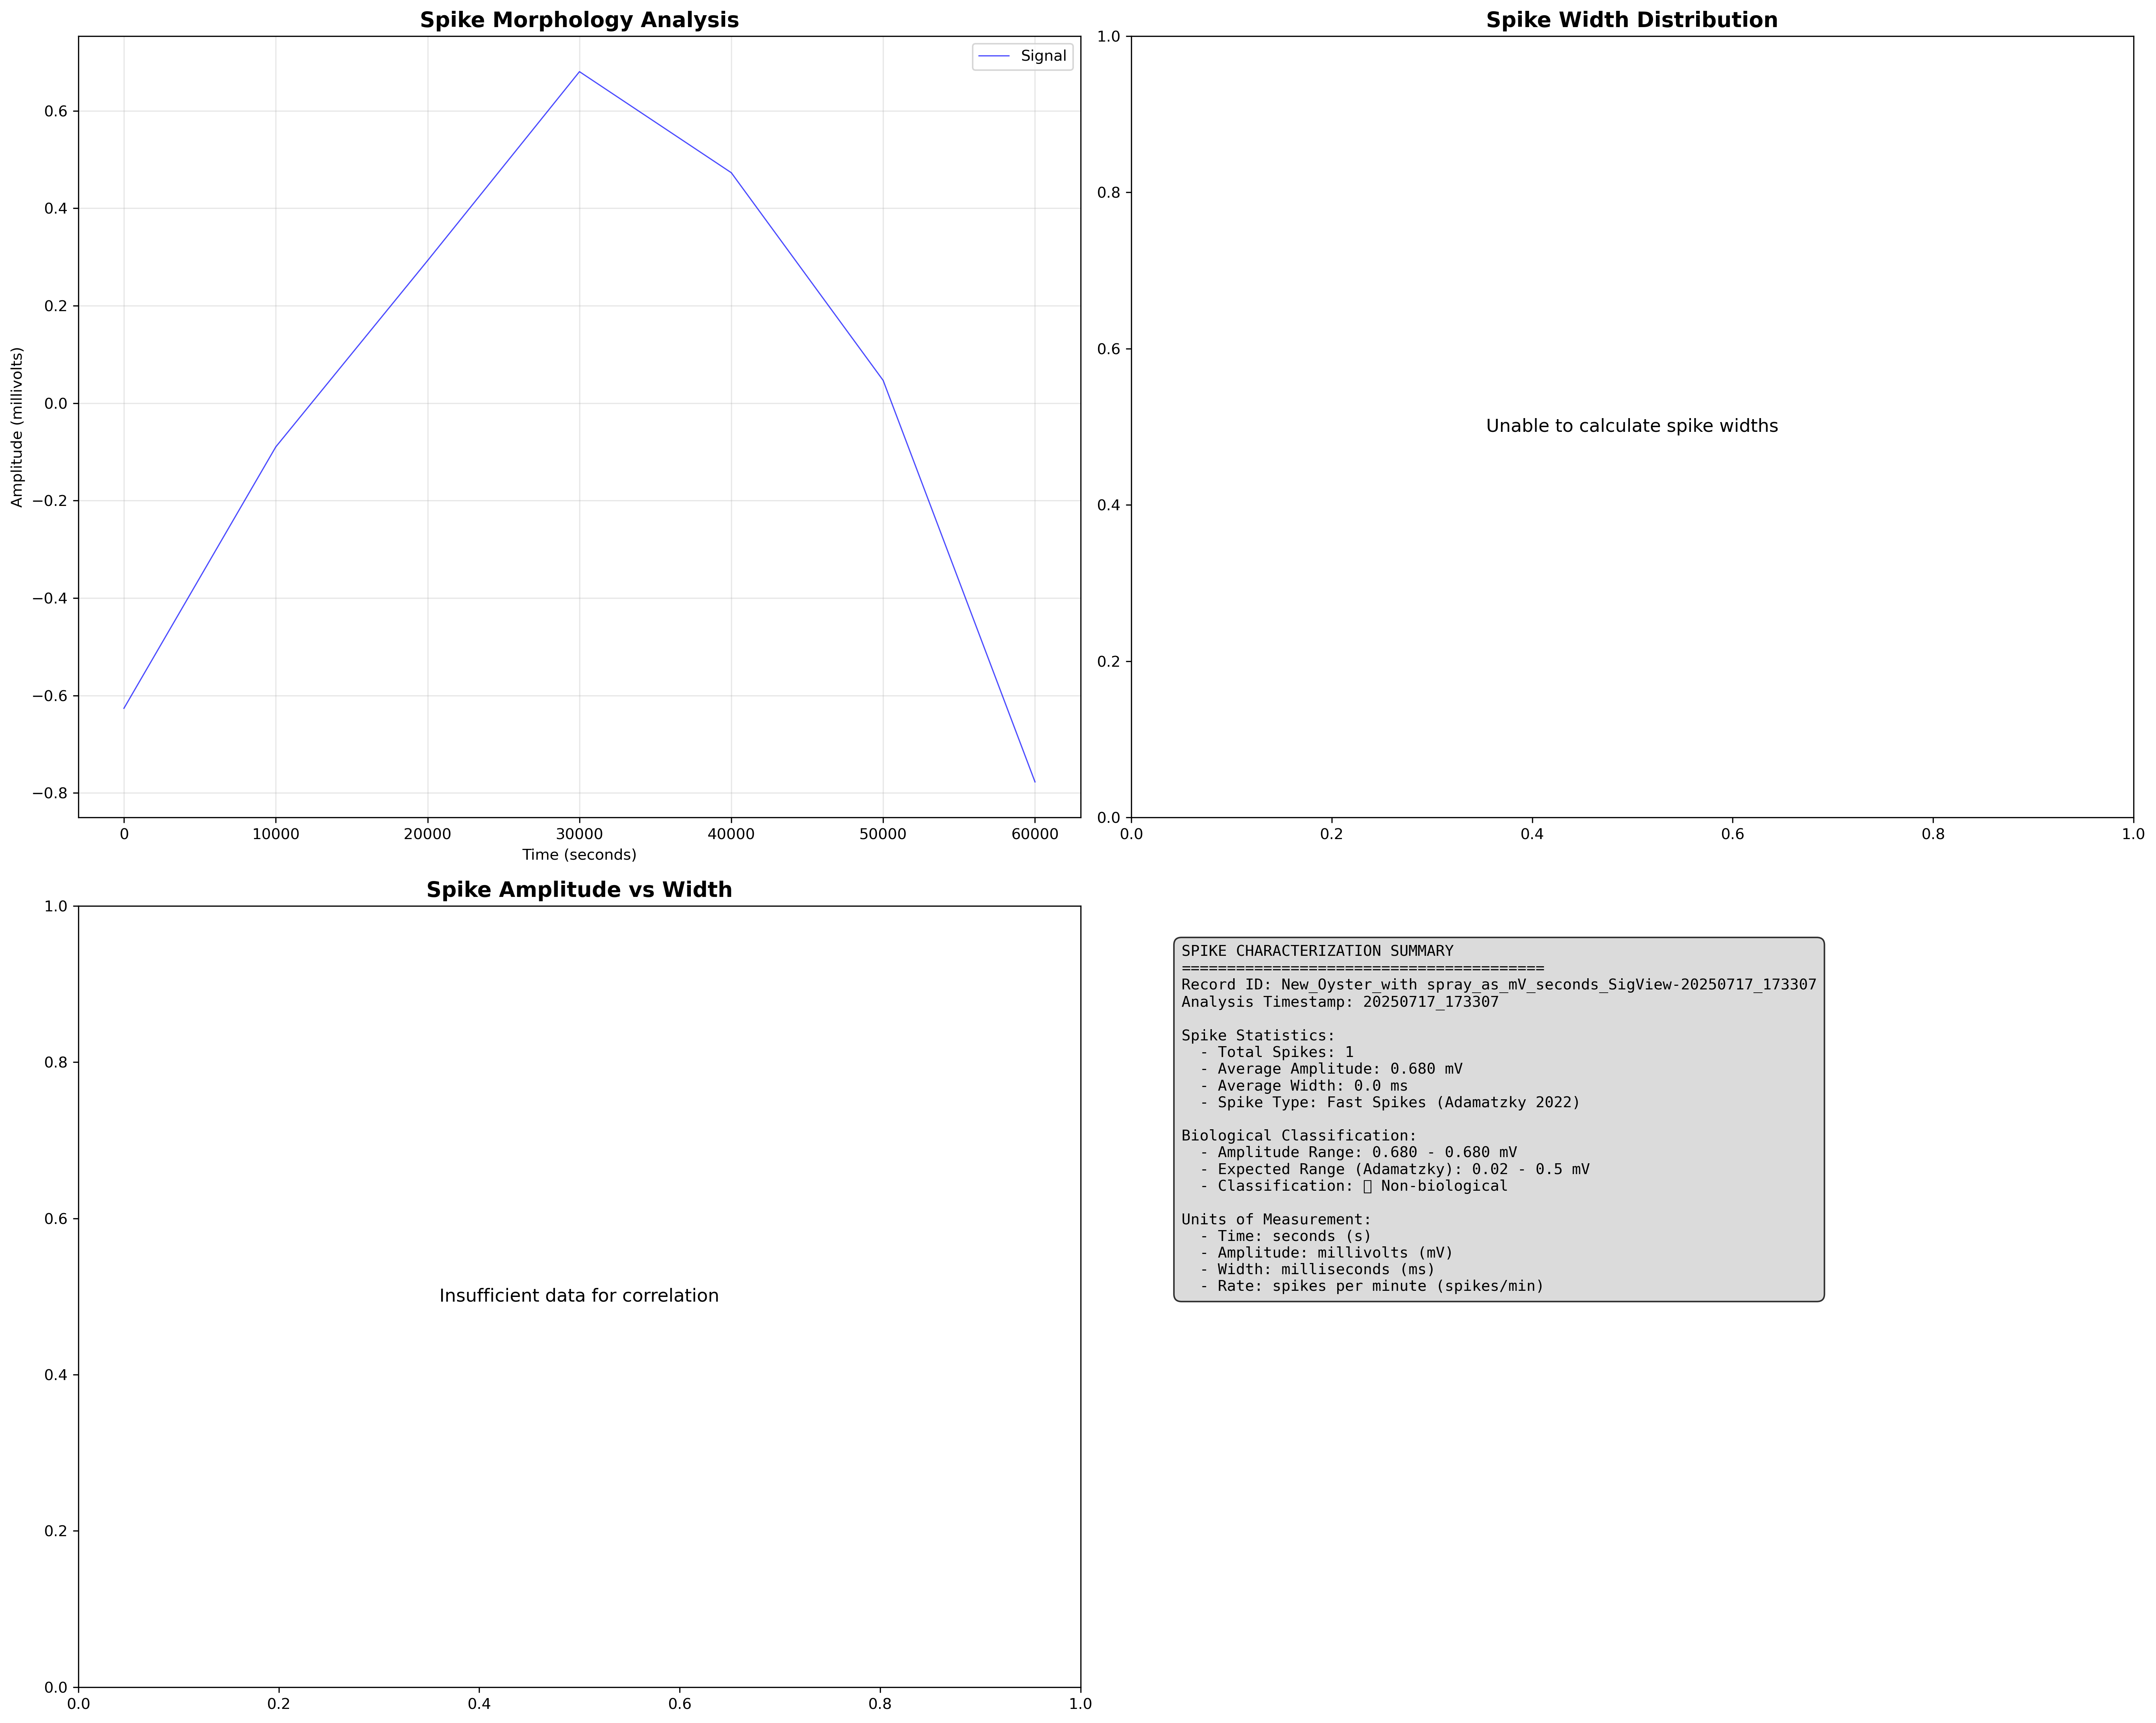 Spike Morphology Analysis
Signal
Amplitude (millivolts)
0.6
0.4
0.2
0.0
−0.2
−0.4
−0.6
−0.8
0 10000 20000 30000 40000 50000 60000
Time (seconds)
Spike Width Distribution
1.0
0.8
0.6
0.4
0.2
0.0
Unable to calculate spike widths
0.0 0.2 0.4 0.6 0.8 1.0
Spike Amplitude vs Width
1.0
0.8
0.6
0.4
0.2
0.0
Insufficient data for correlation
0.0 0.2 0.4 0.6 0.8 1.0
SPIKE CHARACTERIZATION SUMMARY
========================================
Record ID: New_Oyster_with spray_as_mV_seconds_SigView-20250717_173307
Analysis Timestamp: 20250717_173307
Spike Statistics:
- Total Spikes: 1
- Average Amplitude: 0.680 mV
- Average Width: 0.0 ms
- Spike Type: Fast Spikes (Adamatzky 2022)
Biological Classification:
- Amplitude Range: 0.680 - 0.680 mV
- Expected Range (Adamatzky): 0.02 - 0.5 mV
- Classification: ▯ Non-biological
Units of Measurement:
- Time: seconds (s)
- Amplitude: millivolts (mV)
- Width: milliseconds (ms)
- Rate: spikes per minute (spikes/min)